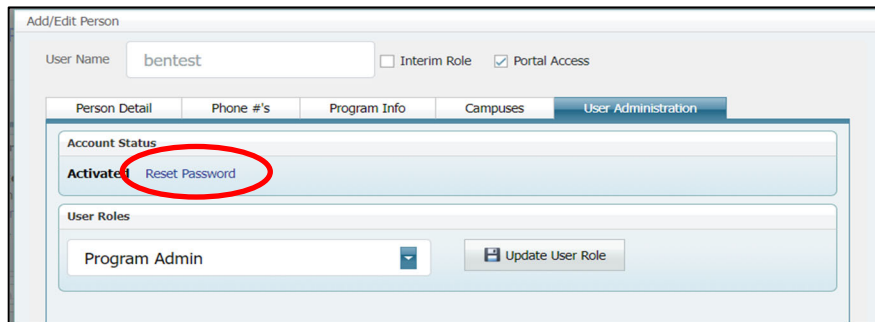 Add/Edit Person
User Name bentest Interim Role Portal Access
Person Detail Phone #'s Program Info Campuses User Administration
Account Status
Activated Reset Password
User Roles
Program Admin Update User Role